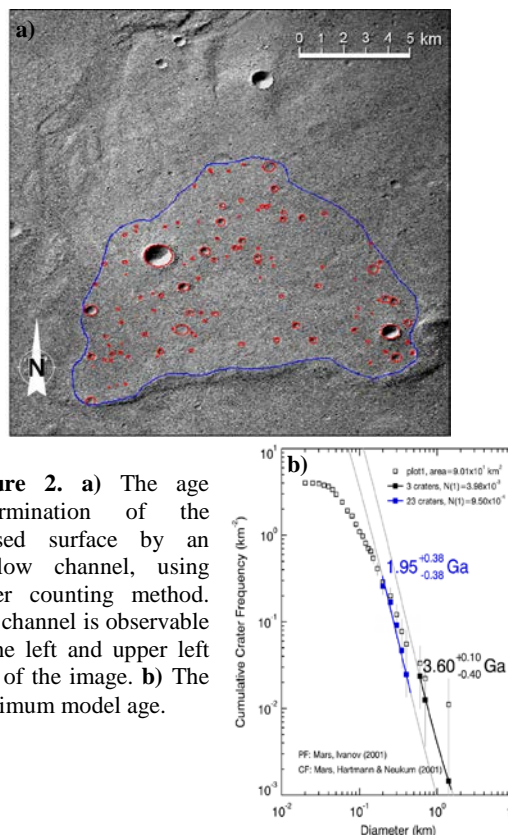 a)
0 1 2 3 4 5 km
N
ure 2. a) The age
rmination of the
sed surface by an
low channel, using
er counting method.
channel is observable
he left and upper left
of the image. b) The
imum model age.
b)
plot1, area=9.01x10¹ km²
3 craters, N(1)=3.98x10⁻³
23 craters, N(1)=9.50x10⁻⁴
1.95 +0.38 -0.38 Ga
3.60 +0.10 -0.40 Ga
Cumulative Crater Frequency (km⁻²)
10¹
10⁰
10⁻¹
10⁻²
10⁻³
PF: Mars, Ivanov (2001)
CF: Mars, Hartmann & Neukum (2001)
10⁻² 10⁻¹ 10⁰ 10
Diameter (km)